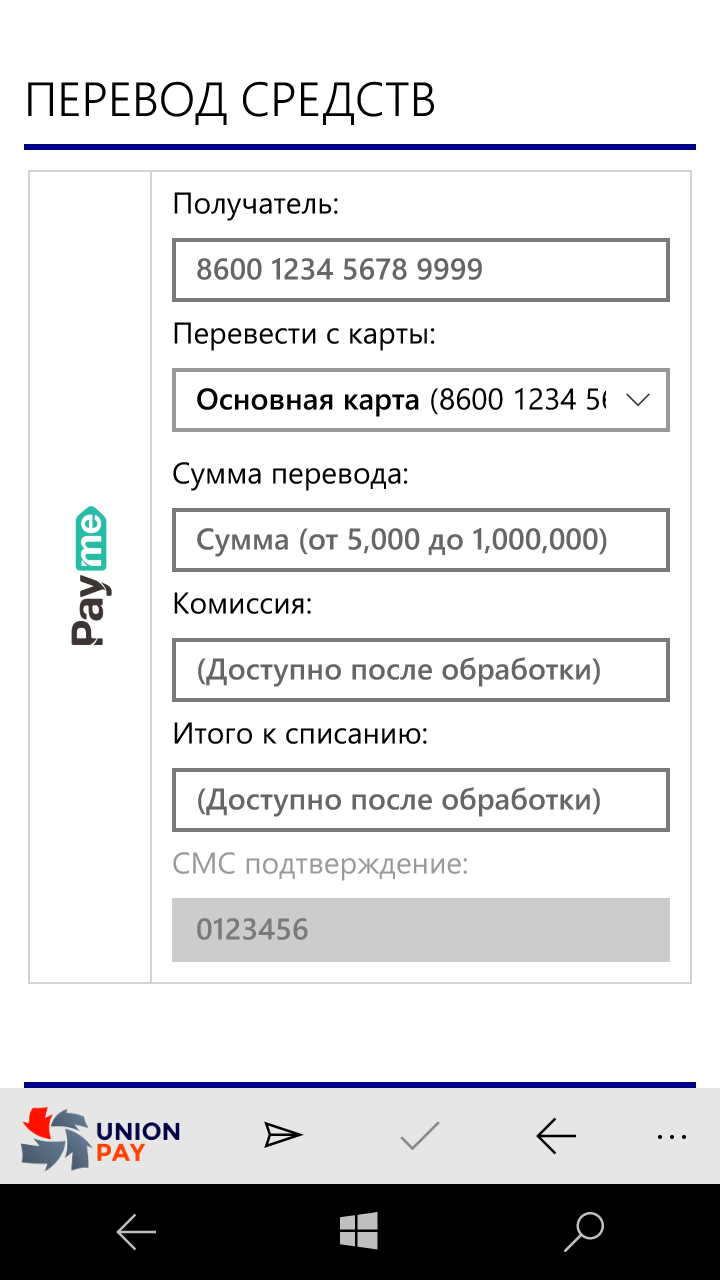 ПЕРЕВОД СРЕДСТВ
Получатель:
8600 1234 5678 9999
Перевести с карты:
Основная карта (8600 1234 56
Сумма перевода:
Сумма (от 5,000 до 1,000,000)
Комиссия:
(Доступно после обработки)
Итого к списанию:
(Доступно после обработки)
СМС подтверждение:
0123456
Payme
UNION
PAY